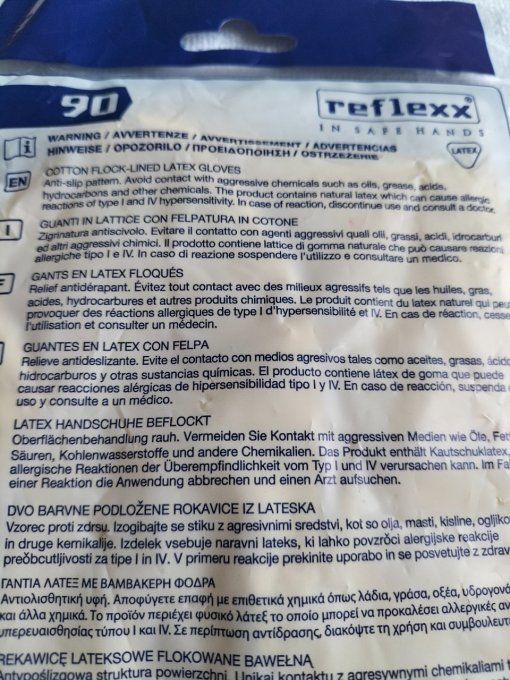 90
reflexx®
IN SAFE HANDS
WARNING / AVVERTENZE / AVVERTISSEMENT / ADVERTENCIAS
HINWEISE / OPOZORILO / ΠΡΟΕΙΔΟΠΟΙΗΣΗ / OSTRZEZENIE
LATEX
i
EN
COTTON FLOCK-LINED LATEX GLOVES
Anti-slip pattern. Avoid contact with aggressive chemicals such as oils, grease, acids,
hydrocarbons and other chemicals. The product contains natural latex which can cause allergic
reactions of type I and IV hypersensitivity. In case of reaction, discontinue use and consult a doctor.
I
GUANTI IN LATTICE CON FELPATURA IN COTONE
Zigrinatura antiscivolo. Evitare il contatto con agenti aggressivi quali olii, grassi, acidi, idrocarburi
ed altri aggressivi chimici. Il prodotto contiene lattice di gomma naturale che può causare reazioni
allergiche tipo I e IV. In caso di reazione sospendere l'utilizzo e consultare un medico.
F
GANTS EN LATEX FLOQUÉS
Relief antidérapant. Évitez tout contact avec des milieux agressifs tels que les huiles, gras,
acides, hydrocarbures et autres produits chimiques. Le produit contient du latex naturel qui peu
provoquer des réactions allergiques de type I d'hypersensibilité et IV. En cas de réaction, cesse
l'utilisation et consulter un médecin.
GUANTES EN LATEX CON FELPA
Relieve antideslizante. Evite el contacto con medios agresivos tales como aceites, grasas, ácido
hidrocarburos y otras sustancias químicas. El producto contiene látex de goma que puede
causar reacciones alérgicas de hipersensibilidad tipo I y IV. En caso de reacción, suspenda
uso y consulte a un médico.
LATEX HANDSCHUHE BEFLOCKT
Oberflächenbehandlung rauh. Vermeiden Sie Kontakt mit aggressiven Medien wie Öle, Fett
Säuren, Kohlenwasserstoffe und andere Chemikalien. Das Produkt enthält Kautschuklatex,
allergische Reaktionen der Überempfindlichkeit vom Typ I und IV verursachen kann. Im Fa
einer Reaktion die Anwendung abbrechen und einen Arzt aufsuchen.
DVO BARVNE PODLOŽENE ROKAVICE IZ LATESKA
Vzorec proti zdrsu. Izogibajte se stiku z agresivnimi sredstvi, kot so olja, masti, kisline, ogljiko
in druge kemikalije. Izdelek vsebuje naravni lateks, ki lahko povzroči alergijske reakcije
preobčutljivosti za tipe I in IV. V primeru reakcije prekinite uporabo in se posvetujte z zdrav
ΓΑΝΤΙΑ ΛΑΤΕΞ ΜΕ ΒΑΜΒΑΚΕΡΗ ΦΟΔΡΑ
Αντιολισθητική υφή. Αποφύγετε επαφή με επιθετικά χημικά όπως λάδια, γράσα, οξέα, υδρογονά
και άλλα χημικά. Το προϊόν περιέχει φυσικό λάτεξ το οποίο μπορεί να προκαλέσει αλλεργικές αν
υπερευαισθησίας τύπου I και IV. Σε περίπτωση αντίδρασης, διακόψτε τη χρήση και συμβουλευτ
REKAWICĘ LATEKSOWE FLOKOWANE BAWEŁNĄ
Antypoślizgowa struktura powierzchni. Unikaj kontaktu z agresywnymi chemikaliami t